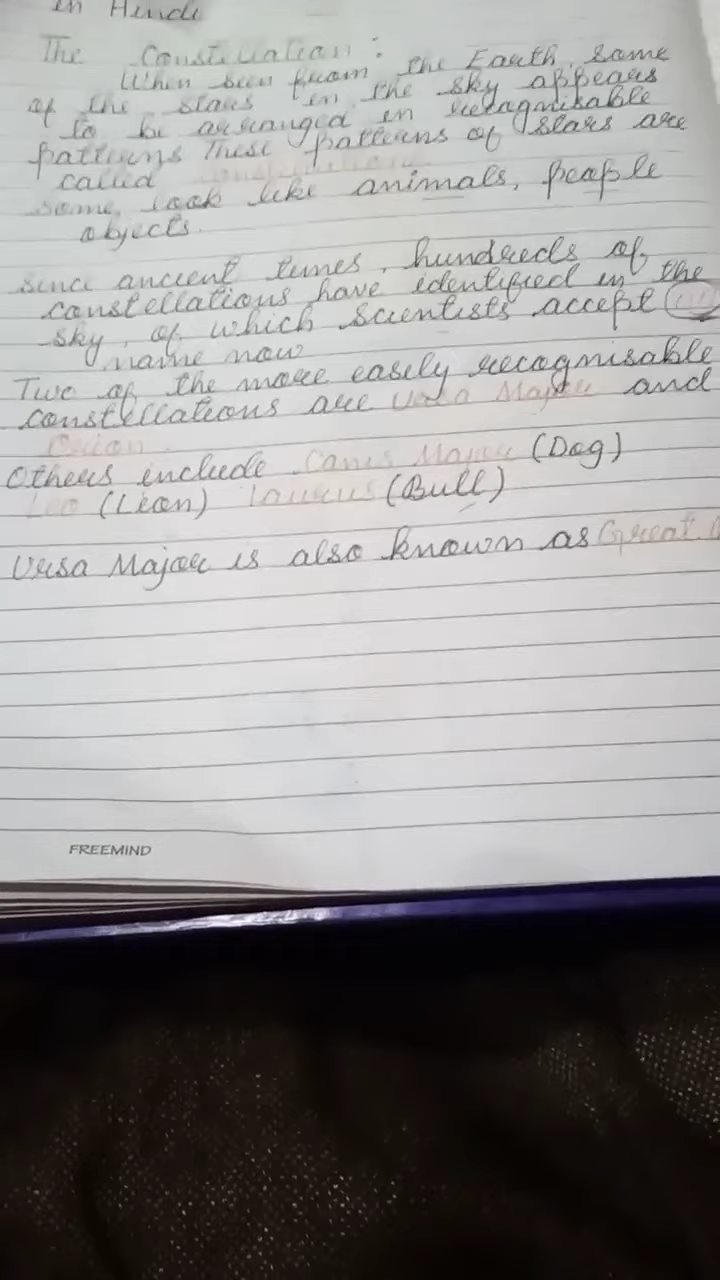 in Hindi
The Constellation :
When seen from the Earth, some
of the stars in the sky appears
to be arranged in recognizable
patterns These patterns of stars are
called constellations
some, look like animals, people
objects.
since ancient times, hundreds of
constellations have identified in the
sky, of which scientists accept
name now
Two of the more easily recognisable
constellations are Ursa Major and
Orion.
Others include Canis Major (Dog)
Leo (Lion) Taurus (Bull)
Ursa Major is also known as Great
FREEMIND